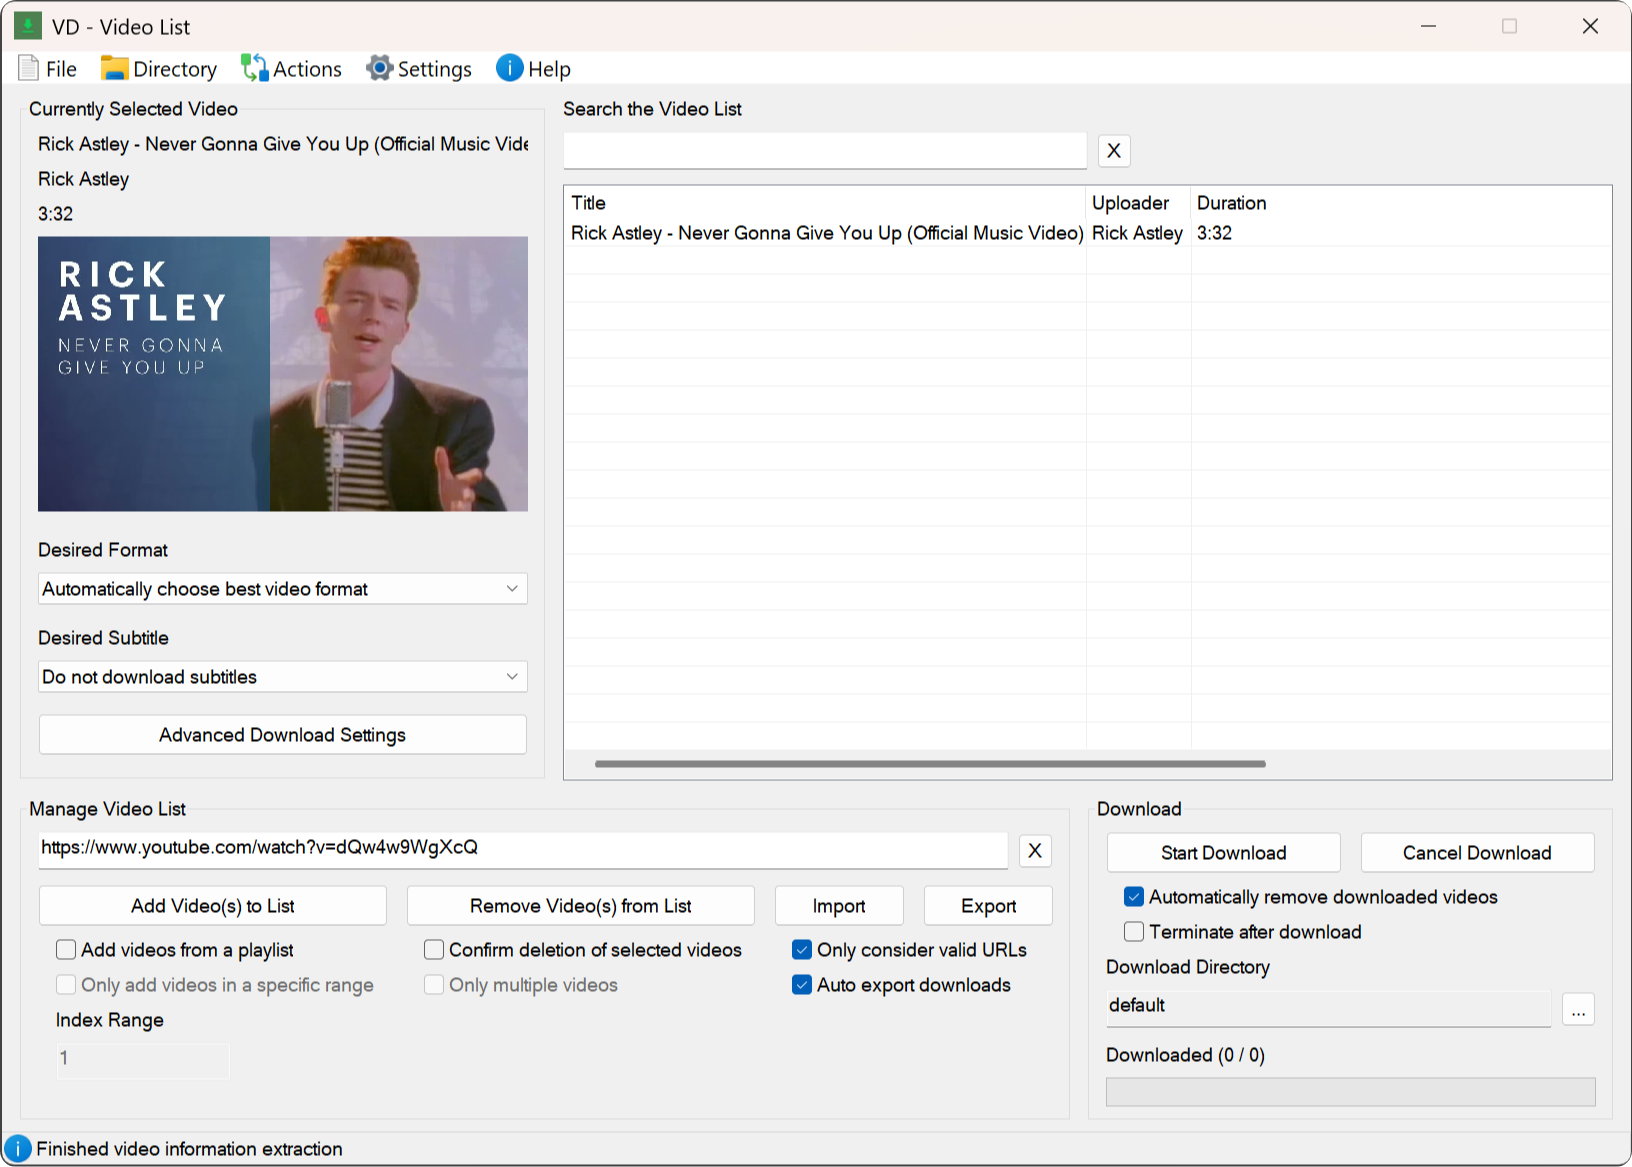 VD - Video List
File Directory Actions Settings Help
Currently Selected Video
Rick Astley - Never Gonna Give You Up (Official Music Vide
Rick Astley
3:32
RICK
ASTLEY
NEVER GONNA
GIVE YOU UP
Desired Format
Automatically choose best video format
Desired Subtitle
Do not download subtitles
Advanced Download Settings
Search the Video List
X
Title Uploader Duration
Rick Astley - Never Gonna Give You Up (Official Music Video) Rick Astley 3:32
Manage Video List
https://www.youtube.com/watch?v=dQw4w9WgXcQ X
Add Video(s) to List Remove Video(s) from List Import Export
Add videos from a playlist Confirm deletion of selected videos Only consider valid URLs
Only add videos in a specific range Only multiple videos Auto export downloads
Index Range
1
Download
Start Download Cancel Download
Automatically remove downloaded videos
Terminate after download
Download Directory
default ...
Downloaded (0 / 0)
Finished video information extraction